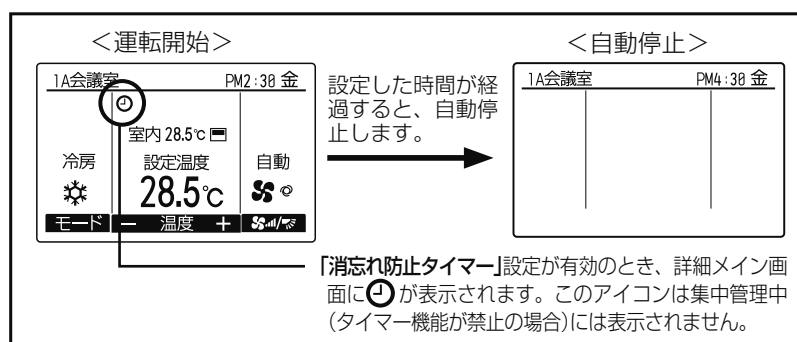 ＜運転開始＞
1A会議室 PM2:30 金
室内 28.5℃
冷房 設定温度 自動
28.5℃
モード － 温度 ＋
設定した時間が経
過すると、自動停
止します。
＜自動停止＞
1A会議室 PM4:30 金
「消忘れ防止タイマー」設定が有効のとき、詳細メイン画
面に が表示されます。このアイコンは集中管理中
(タイマー機能が禁止の場合)には表示されません。